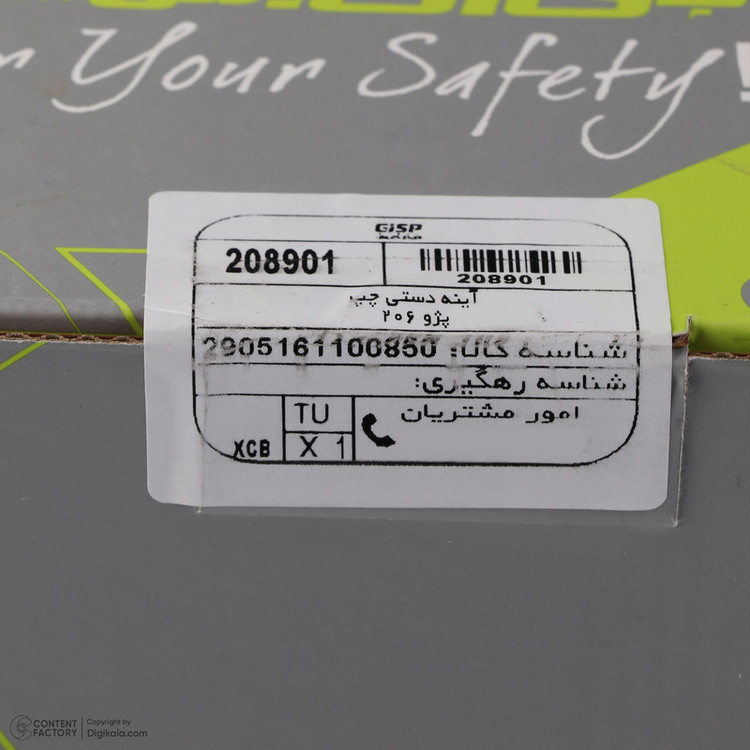 Your Safety!
GiSP
208901
208901
آینه دستی چپ
پژو ۲۰۶
شناسه کالا: 2905161100850
شناسه رهگیری:
امور مشتریان
TU
X 1
XCB
CONTENT FACTORY
Copyright by
Digikala.com